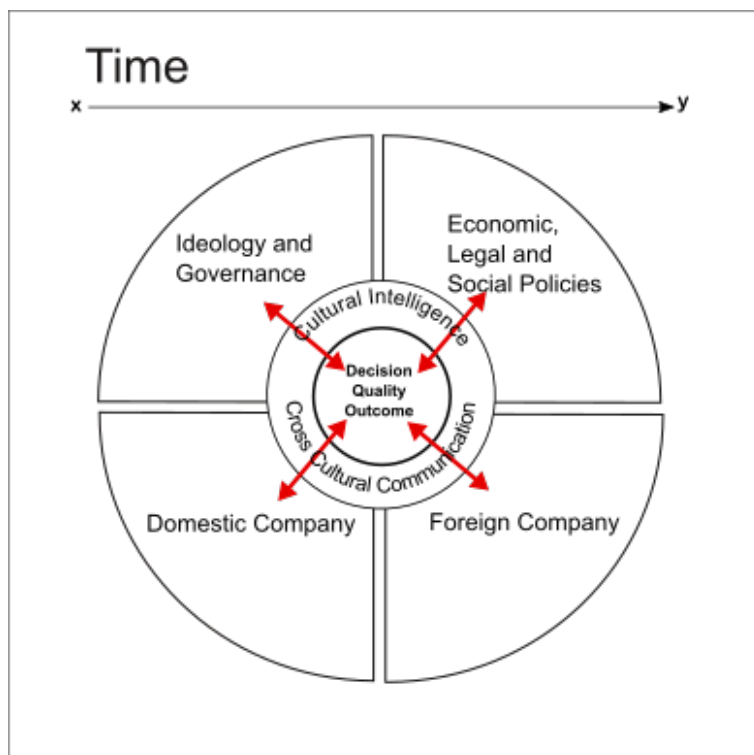 Time
x
y
Ideology and
Governance
Economic,
Legal and
Social Policies
Cultural Intelligence
Decision
Quality
Outcome
Cross Cultural Communication
Domestic Company
Foreign Company